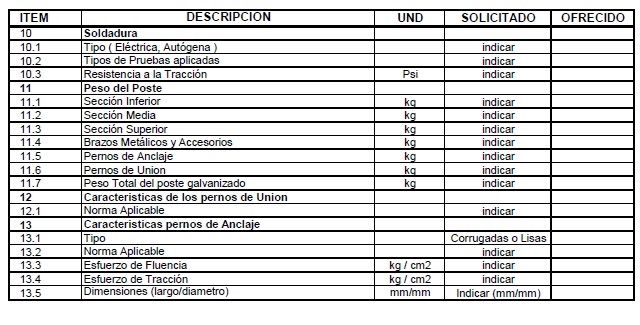 ITEM DESCRIPCION UND SOLICITADO OFRECIDO
10 Soldadura
10.1 Tipo ( Eléctrica, Autógena ) indicar
10.2 Tipos de Pruebas aplicadas indicar
10.3 Resistencia a la Tracción Psi indicar
11 Peso del Poste
11.1 Sección Inferior kg indicar
11.2 Sección Media kg indicar
11.3 Sección Superior kg indicar
11.4 Brazos Metálicos y Accesorios kg indicar
11.5 Pernos de Anclaje kg indicar
11.6 Pernos de Union kg indicar
11.7 Peso Total del poste galvanizado kg indicar
12 Caracteristicas de los pernos de Union
12.1 Norma Aplicable indicar
13 Caracteristicas pernos de Anclaje
13.1 Tipo Corrugadas o Lisas
13.2 Norma Aplicable indicar
13.3 Esfuerzo de Fluencia kg / cm2 indicar
13.4 Esfuerzo de Tracción kg / cm2 indicar
13.5 Dimensiones (largo/diametro) mm/mm Indicar (mm/mm)